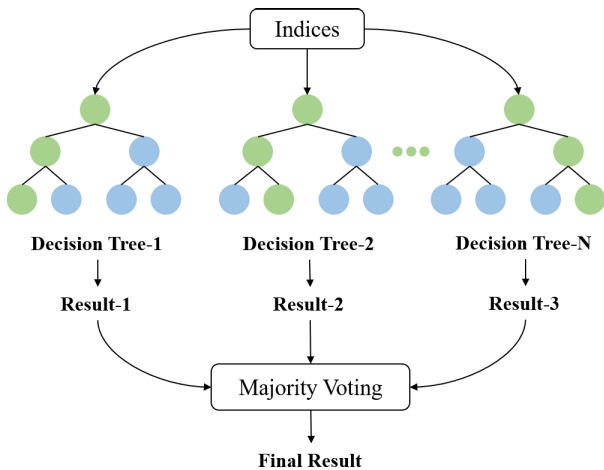 Indices
Decision Tree-1
Decision Tree-2
Decision Tree-N
Result-1
Result-2
Result-3
Majority Voting
Final Result